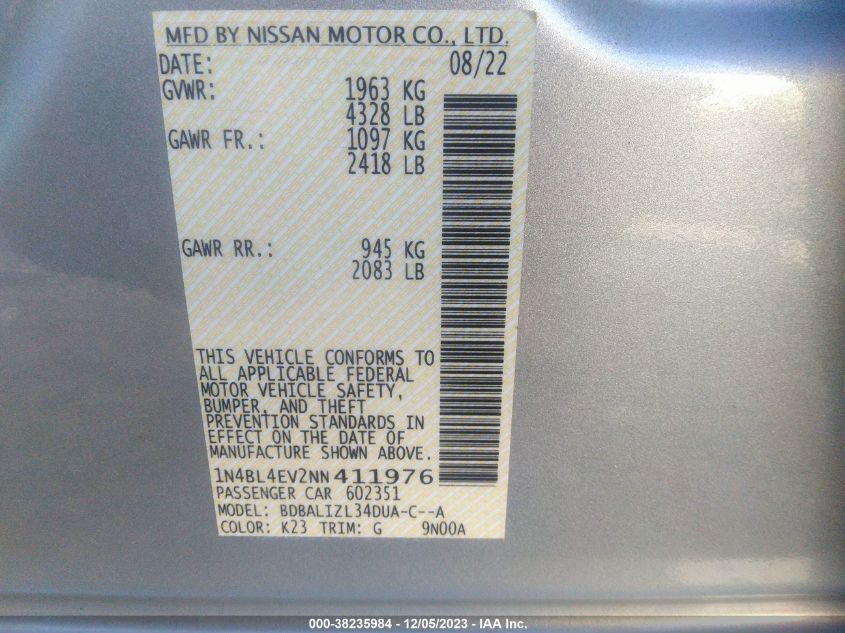 MFD BY NISSAN MOTOR CO., LTD.
DATE: 08/22
GVWR: 1963 KG
4328 LB
GAWR FR.: 1097 KG
2418 LB
GAWR RR.: 945 KG
2083 LB
THIS VEHICLE CONFORMS TO
ALL APPLICABLE FEDERAL
MOTOR VEHICLE SAFETY,
BUMPER, AND THEFT
PREVENTION STANDARDS IN
EFFECT ON THE DATE OF
MANUFACTURE SHOWN ABOVE.
1N4BL4EV2NN411976
PASSENGER CAR 602351
MODEL: BDBALIZL34DUA-C--A
COLOR: K23 TRIM: G 9N00A
000-38235984 - 12/05/2023 - IAA Inc.